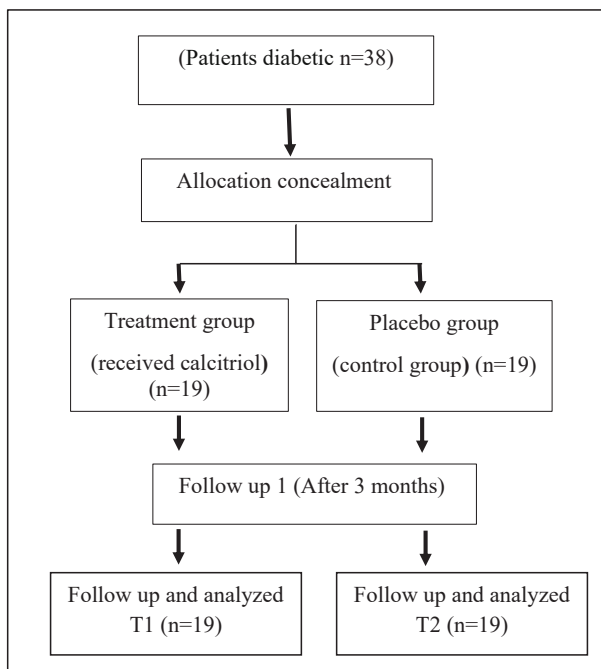 (Patients diabetic n=38)
Allocation concealment
Treatment group
(received calcitriol)
(n=19)
Placebo group
(control group) (n=19)
Follow up 1 (After 3 months)
Follow up and analyzed
T1 (n=19)
Follow up and analyzed
T2 (n=19)